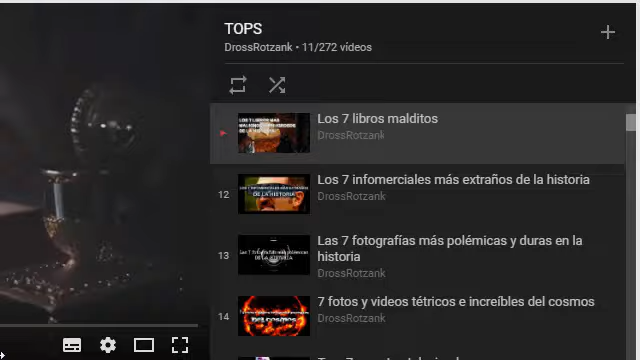 TOPS
DrossRotzank • 11/272 vídeos
Los 7 libros malditos
DrossRotzank
12
Los 7 infomerciales más extraños de la historia
DrossRotzank
13
Las 7 fotografías más polémicas y duras en la
historia
DrossRotzank
14
7 fotos y videos tétricos e increíbles del cosmos
DrossRotzank